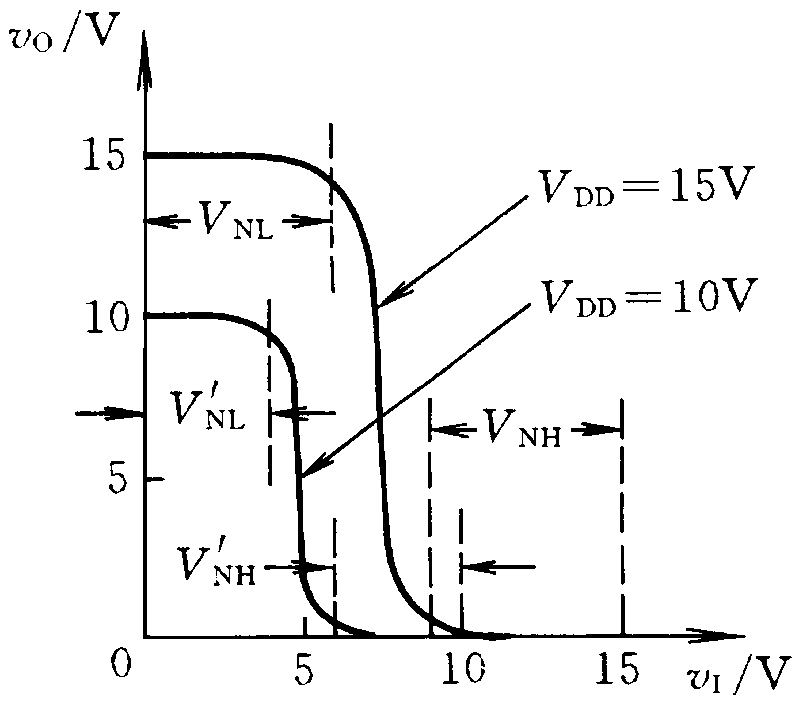 v_O/V
15
V_NL
V_DD=15V
10
V_DD=10V
V'_NL
V_NH
5
V'_NH
0
5
10
15
v_I/V